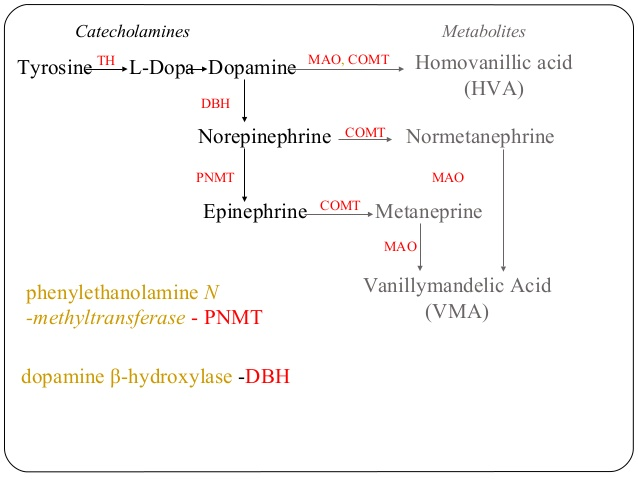 Catecholamines Metabolites
Tyrosine TH L-Dopa Dopamine MAO, COMT Homovanillic acid
(HVA)
DBH
Norepinephrine COMT Normetanephrine
PNMT MAO
Epinephrine COMT Metaneprine
MAO
Vanillymandelic Acid
(VMA)
phenylethanolamine N
-methyltransferase - PNMT
dopamine β-hydroxylase -DBH